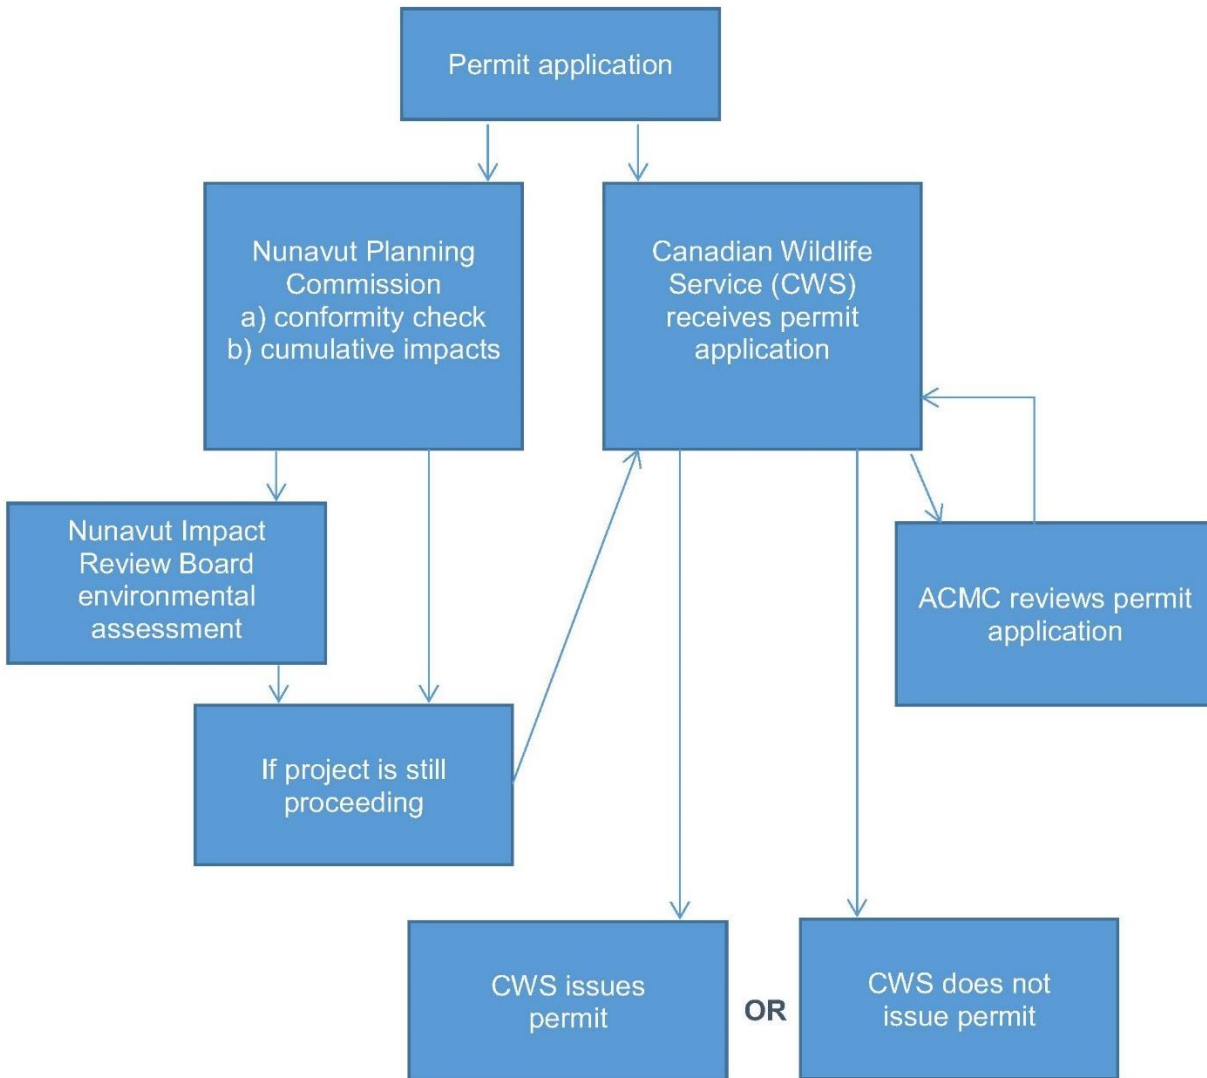 Permit application
Nunavut Planning
Commission
a) conformity check
b) cumulative impacts
Canadian Wildlife
Service (CWS)
receives permit
application
Nunavut Impact
Review Board
environmental
assessment
ACMC reviews permit
application
If project is still
proceeding
CWS issues
permit
OR
CWS does not
issue permit